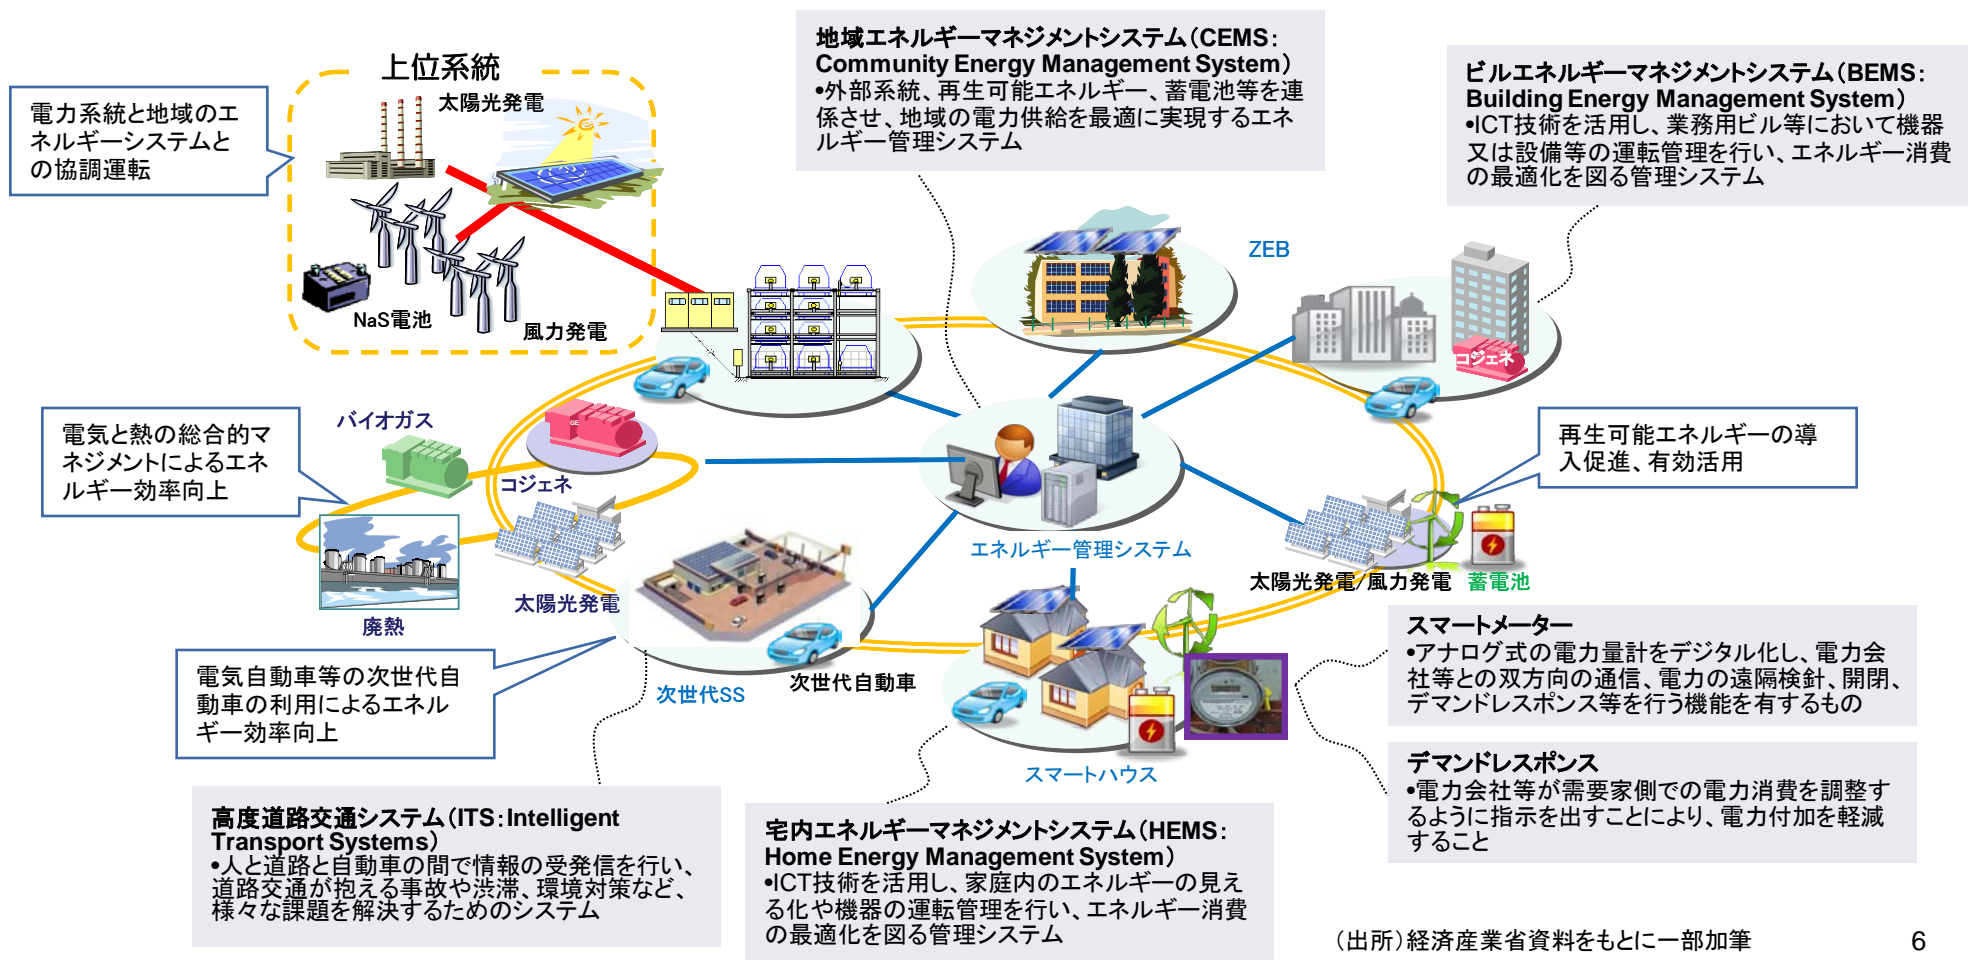 地域エネルギーマネジメントシステム（CEMS：
Community Energy Management System）
•外部系統、再生可能エネルギー、蓄電池等を連
係させ、地域の電力供給を最適に実現するエネ
ルギー管理システム
ビルエネルギーマネジメントシステム（BEMS：
Building Energy Management System）
•ICT技術を活用し、業務用ビル等において機器
又は設備等の運転管理を行い、エネルギー消費
の最適化を図る管理システム
上位系統
電力系統と地域のエ
ネルギーシステムと
の協調運転
太陽光発電
NaS電池
風力発電
ZEB
コジェネ
電気と熱の総合的マ
ネジメントによるエネ
ルギー効率向上
バイオガス
GE
コジェネ
再生可能エネルギーの導
入促進、有効活用
エネルギー管理システム
太陽光発電/風力発電
蓄電池
太陽光発電
廃熱
電気自動車等の次世代自
動車の利用によるエネル
ギー効率向上
次世代SS
次世代自動車
スマートハウス
スマートメーター
•アナログ式の電力量計をデジタル化し、電力会
社等との双方向の通信、電力の遠隔検針、開閉、
デマンドレスポンス等を行う機能を有するもの
デマンドレスポンス
•電力会社等が需要家側での電力消費を調整す
るように指示を出すことにより、電力付加を軽減
すること
高度道路交通システム（ITS：Intelligent
Transport Systems）
•人と道路と自動車の間で情報の受発信を行い、
道路交通が抱える事故や渋滞、環境対策など、
様々な課題を解決するためのシステム
宅内エネルギーマネジメントシステム（HEMS：
Home Energy Management System）
•ICT技術を活用し、家庭内のエネルギーの見え
る化や機器の運転管理を行い、エネルギー消費
の最適化を図る管理システム
（出所）経済産業省資料をもとに一部加筆
6